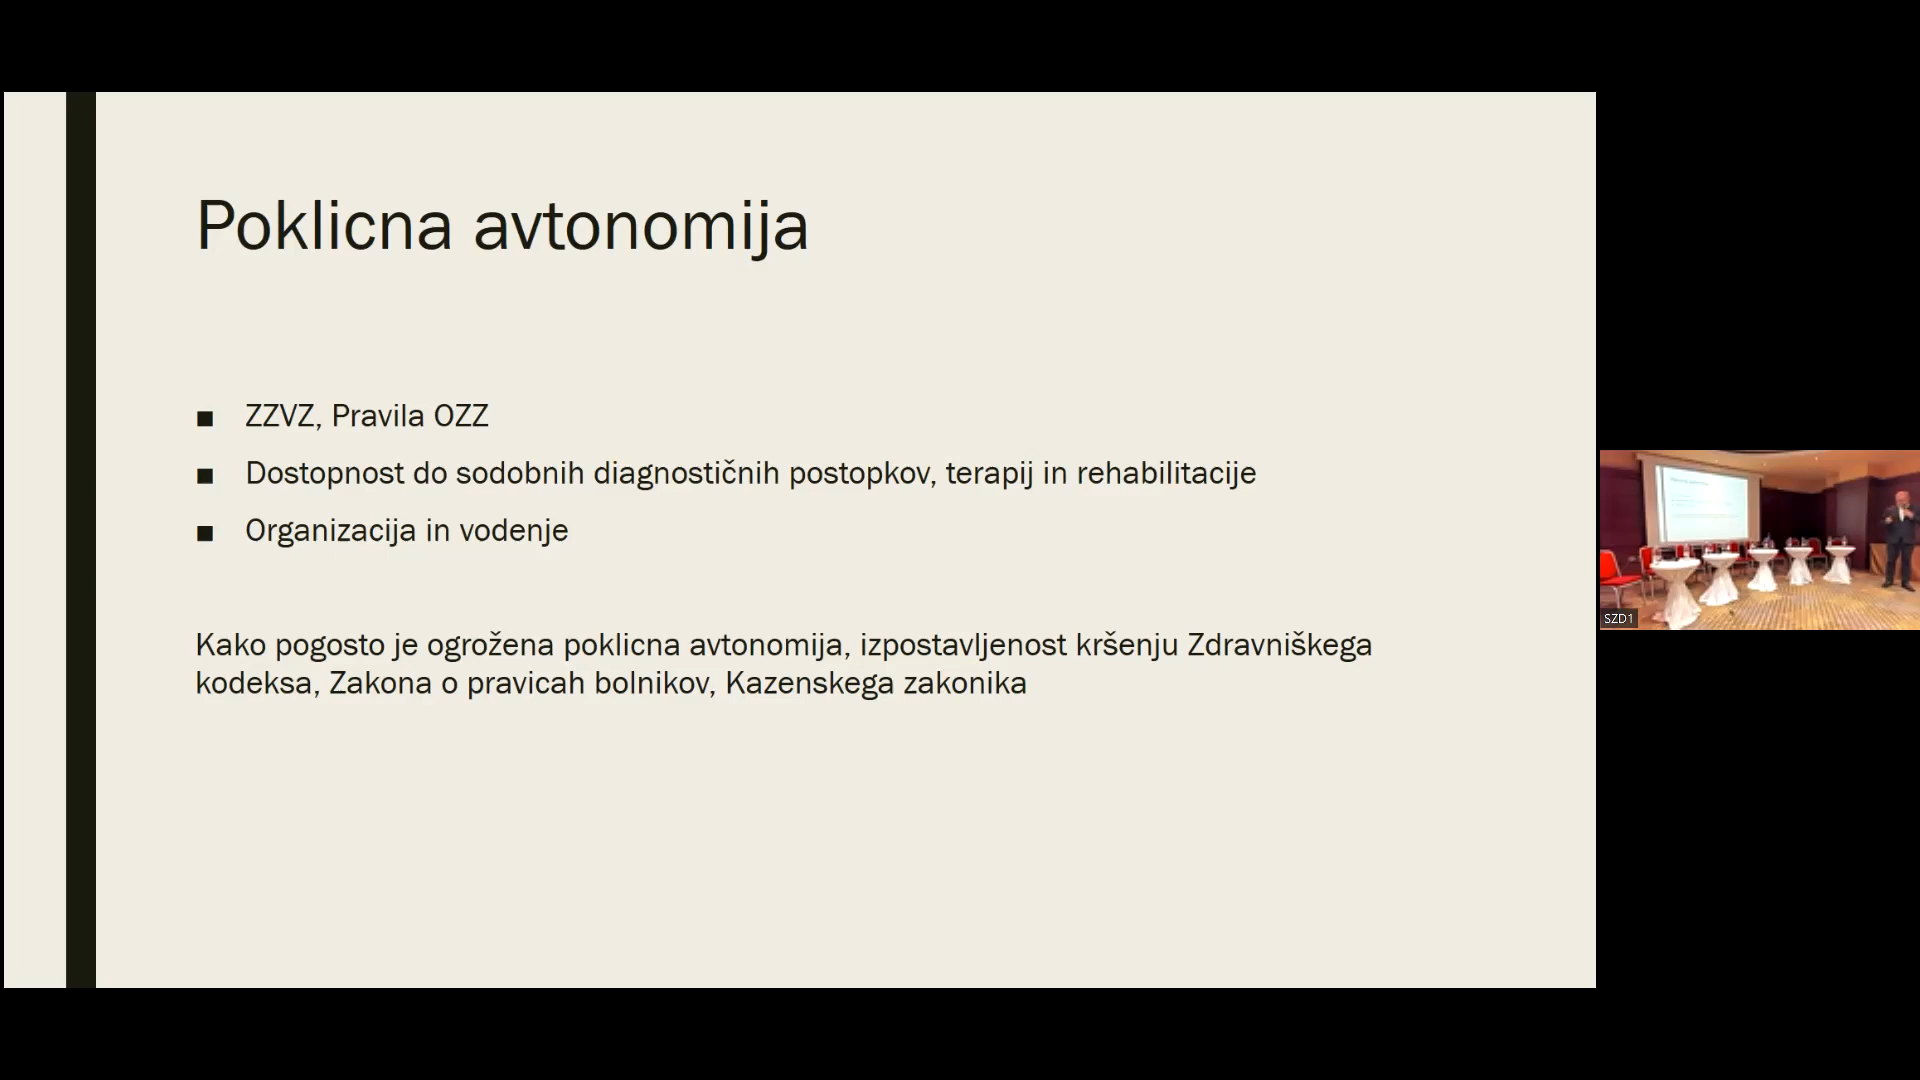 Poklicna avtonomija
■ ZZVZ, Pravila OZZ
■ Dostopnost do sodobnih diagnostičnih postopkov, terapij in rehabilitacije
■ Organizacija in vodenje
Kako pogosto je ogrožena poklicna avtonomija, izpostavljenost kršenju Zdravniškega
kodeksa, Zakona o pravicah bolnikov, Kazenskega zakonika
SZD1